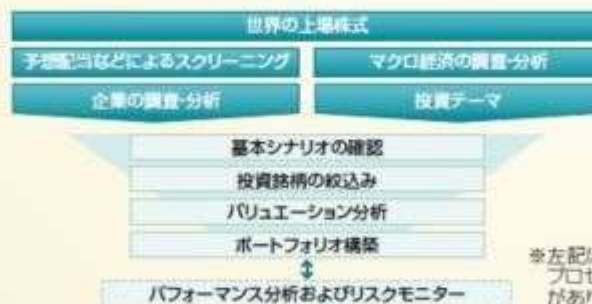 世界の上場株式
予想配当などによるスクリーニング
マクロ経済の調査・分析
企業の調査・分析
投資テーマ
基本シナリオの確認
投資銘柄の絞込み
バリュエーション分析
ポートフォリオ構築
パフォーマンス分析およびリスクモニター
※左記は
プロセ
があり